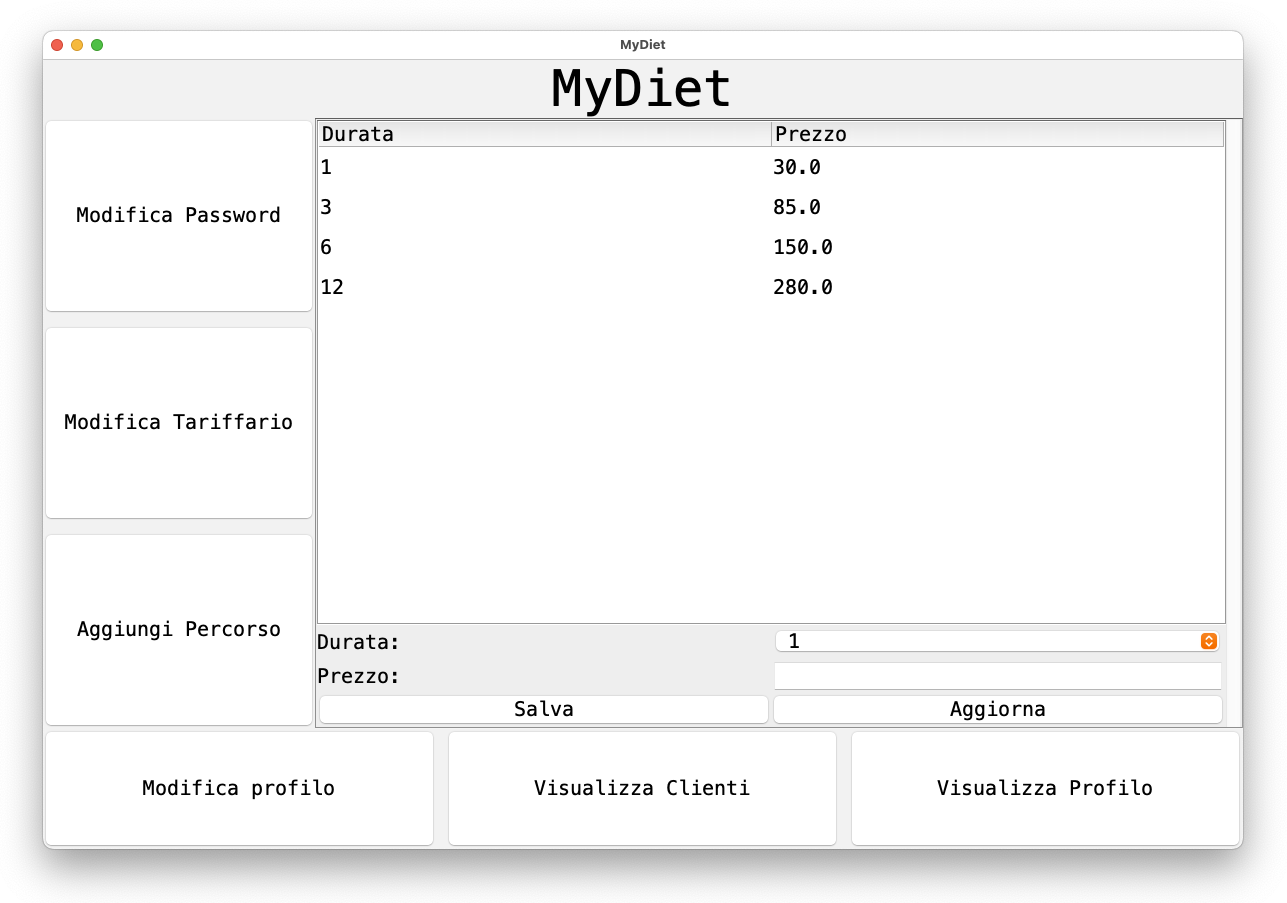 MyDiet
MyDiet
Durata Prezzo
1 30.0
3 85.0
6 150.0
12 280.0
Modifica Password
Modifica Tariffario
Aggiungi Percorso
Durata: 1
Prezzo:
Salva Aggiorna
Modifica profilo Visualizza Clienti Visualizza Profilo